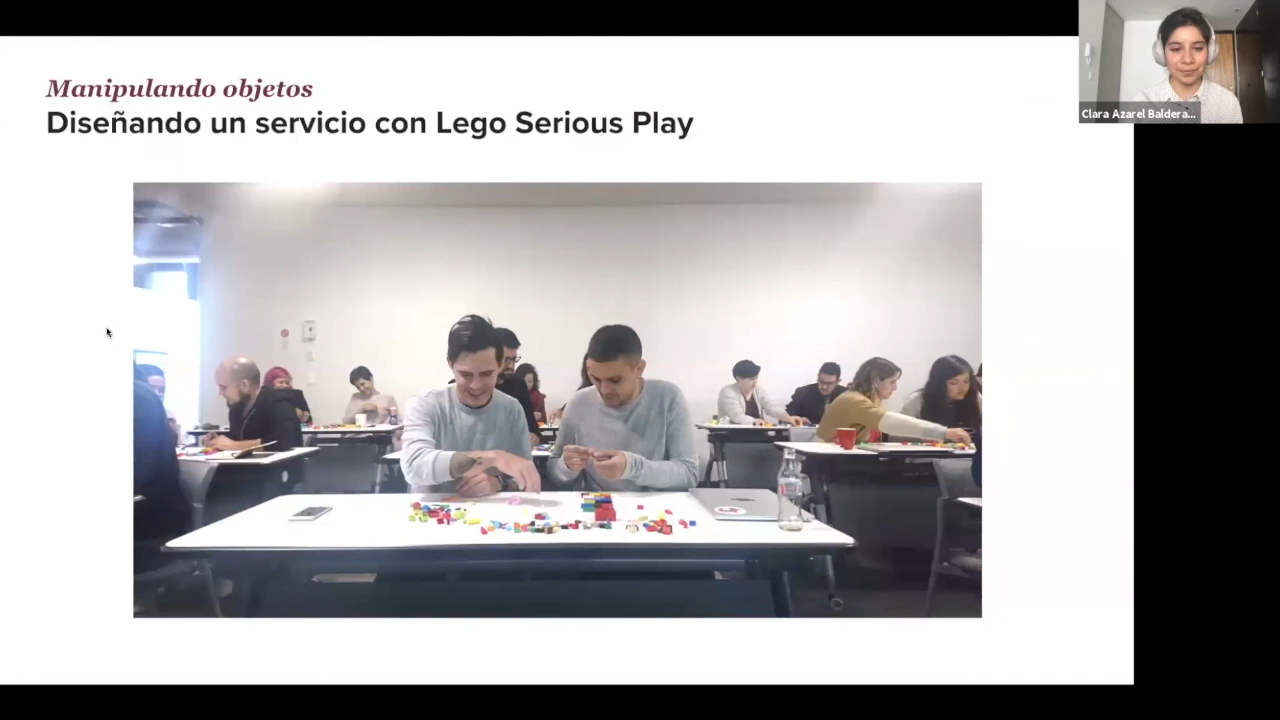 Manipulando objetos
Diseñando un servicio con Lego Serious Play
Clara Azarel Baldera...